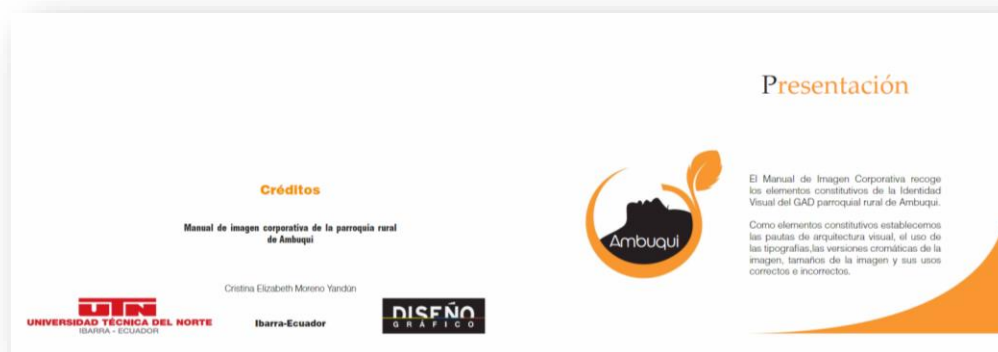 Créditos
Manual de imagen corporativa de la parroquia rural
de Ambuqui
Cristina Elizabeth Moreno Yandún
UTN
UNIVERSIDAD TÉCNICA DEL NORTE
IBARRA - ECUADOR
Ibarra-Ecuador
DISEÑO
GRÁFICO
Presentación
Ambuqui
El Manual de Imagen Corporativa recoge
los elementos constitutivos de la Identidad
Visual del GAD parroquial rural de Ambuqui.
Como elementos constitutivos establecemos
las pautas de arquitectura visual, el uso de
las tipografías,las versiones cromáticas de la
imagen, tamaños de la imagen y sus usos
correctos e incorrectos.